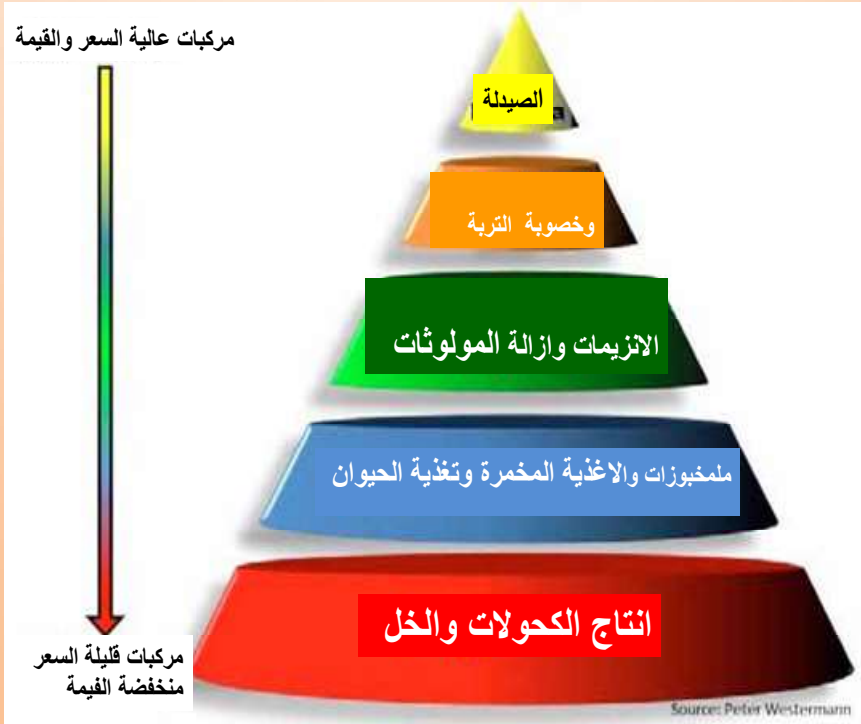 مركبات عالية السعر والقيمة
الصيدلة
وخصوبة التربة
الانزيمات وازالة المولوثات
ملمخبوزات والاغذية المخمرة وتغذية الحيوان
انتاج الكحولات والخل
مركبات قليلة السعر
منخفضة الفيمة
Source: Peter Westermann